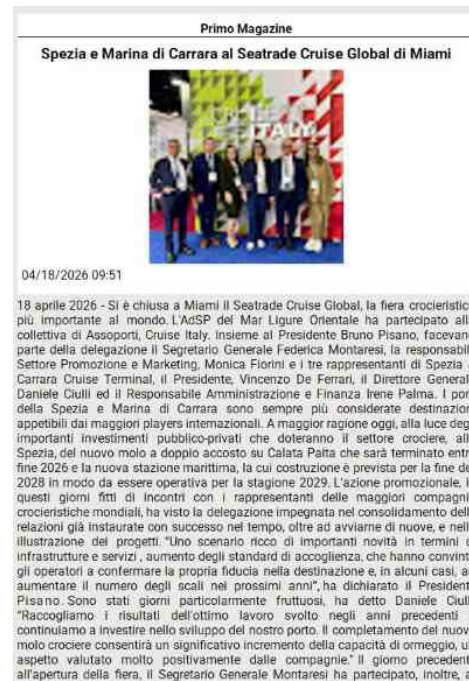 Primo Magazine
Spezia e Marina di Carrara al Seatrade Cruise Global di Miami
ITALY
04/18/2026 09:51
18 aprile 2026 - Si è chiusa a Miami il Seatrade Cruise Global, la fiera crocieristic
più importante al mondo. L'AdSP del Mar Ligure Orientale ha partecipato all
collettiva di Assoporti, Cruise Italy. Insieme al Presidente Bruno Pisano, facevan
parte della delegazione il Segretario Generale Federica Montaresi, la responsabil
Settore Promozione e Marketing, Monica Fiorini e i tre rappresentanti di Spezia
Carrara Cruise Terminal, il Presidente, Vincenzo De Ferrari, il Direttore General
Daniele Ciulli ed il Responsabile Amministrazione e Finanza Irene Palma. I por
della Spezia e Marina di Carrara sono sempre più considerate destinazion
appetibili dai maggiori players internazionali. A maggior ragione oggi, alla luce deg
importanti investimenti pubblico-privati che doteranno il settore crociere, all
Spezia, del nuovo molo a doppio accosto su Calata Paita che sarà terminato entr
fine 2026 e la nuova stazione marittima, la cui costruzione è prevista per la fine de
2028 in modo da essere operativa per la stagione 2029. L'azione promozionale, i
questi giorni fitti di incontri con i rappresentanti delle maggiori compagni
crocieristiche mondiali, ha visto la delegazione impegnata nel consolidamento dell
relazioni già instaurate con successo nel tempo, oltre ad avviarne di nuove, e nell
illustrazione dei progetti. "Uno scenario ricco di importanti novità in termini d
infrastrutture e servizi , aumento degli standard di accoglienza, che hanno convint
gli operatori a confermare la propria fiducia nella destinazione e, in alcuni casi, a
aumentare il numero degli scali nei prossimi anni", ha dichiarato il President
Pisano. Sono stati giorni particolarmente fruttuosi, ha detto Daniele Ciull
"Raccogliamo i risultati dell'ottimo lavoro svolto negli anni precedenti
continuiamo a investire nello sviluppo del nostro porto. Il completamento del nuov
molo crociere consentirà un significativo incremento della capacità di ormeggio, u
aspetto valutato molto positivamente dalle compagnie." Il giorno precedent
all'apertura della fiera, il Segretario Generale Montaresi ha partecipato, inoltre, a